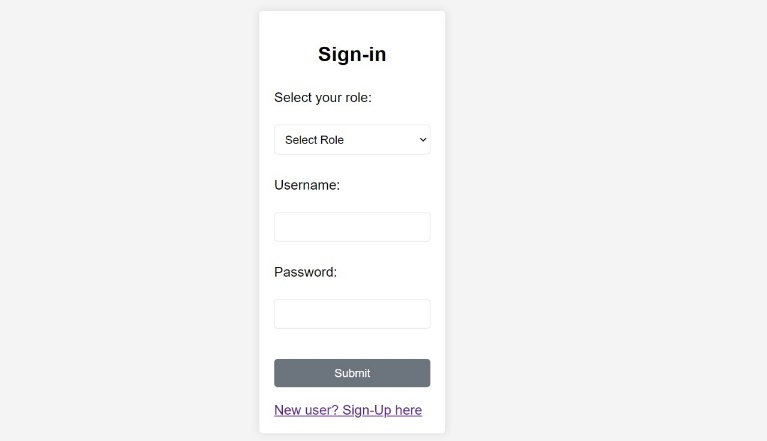 Sign-in
Select your role:
Select Role
Username:
Password:
Submit
New user? Sign-Up here